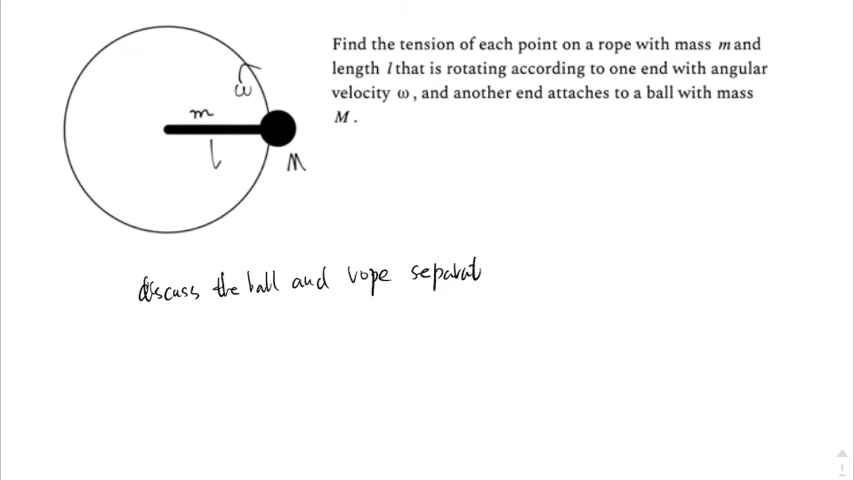 Find the tension of each point on a rope with mass m and
length l that is rotating according to one end with angular
velocity ω, and another end attaches to a ball with mass
M.
ω
m
l
M
discuss the ball and rope separat